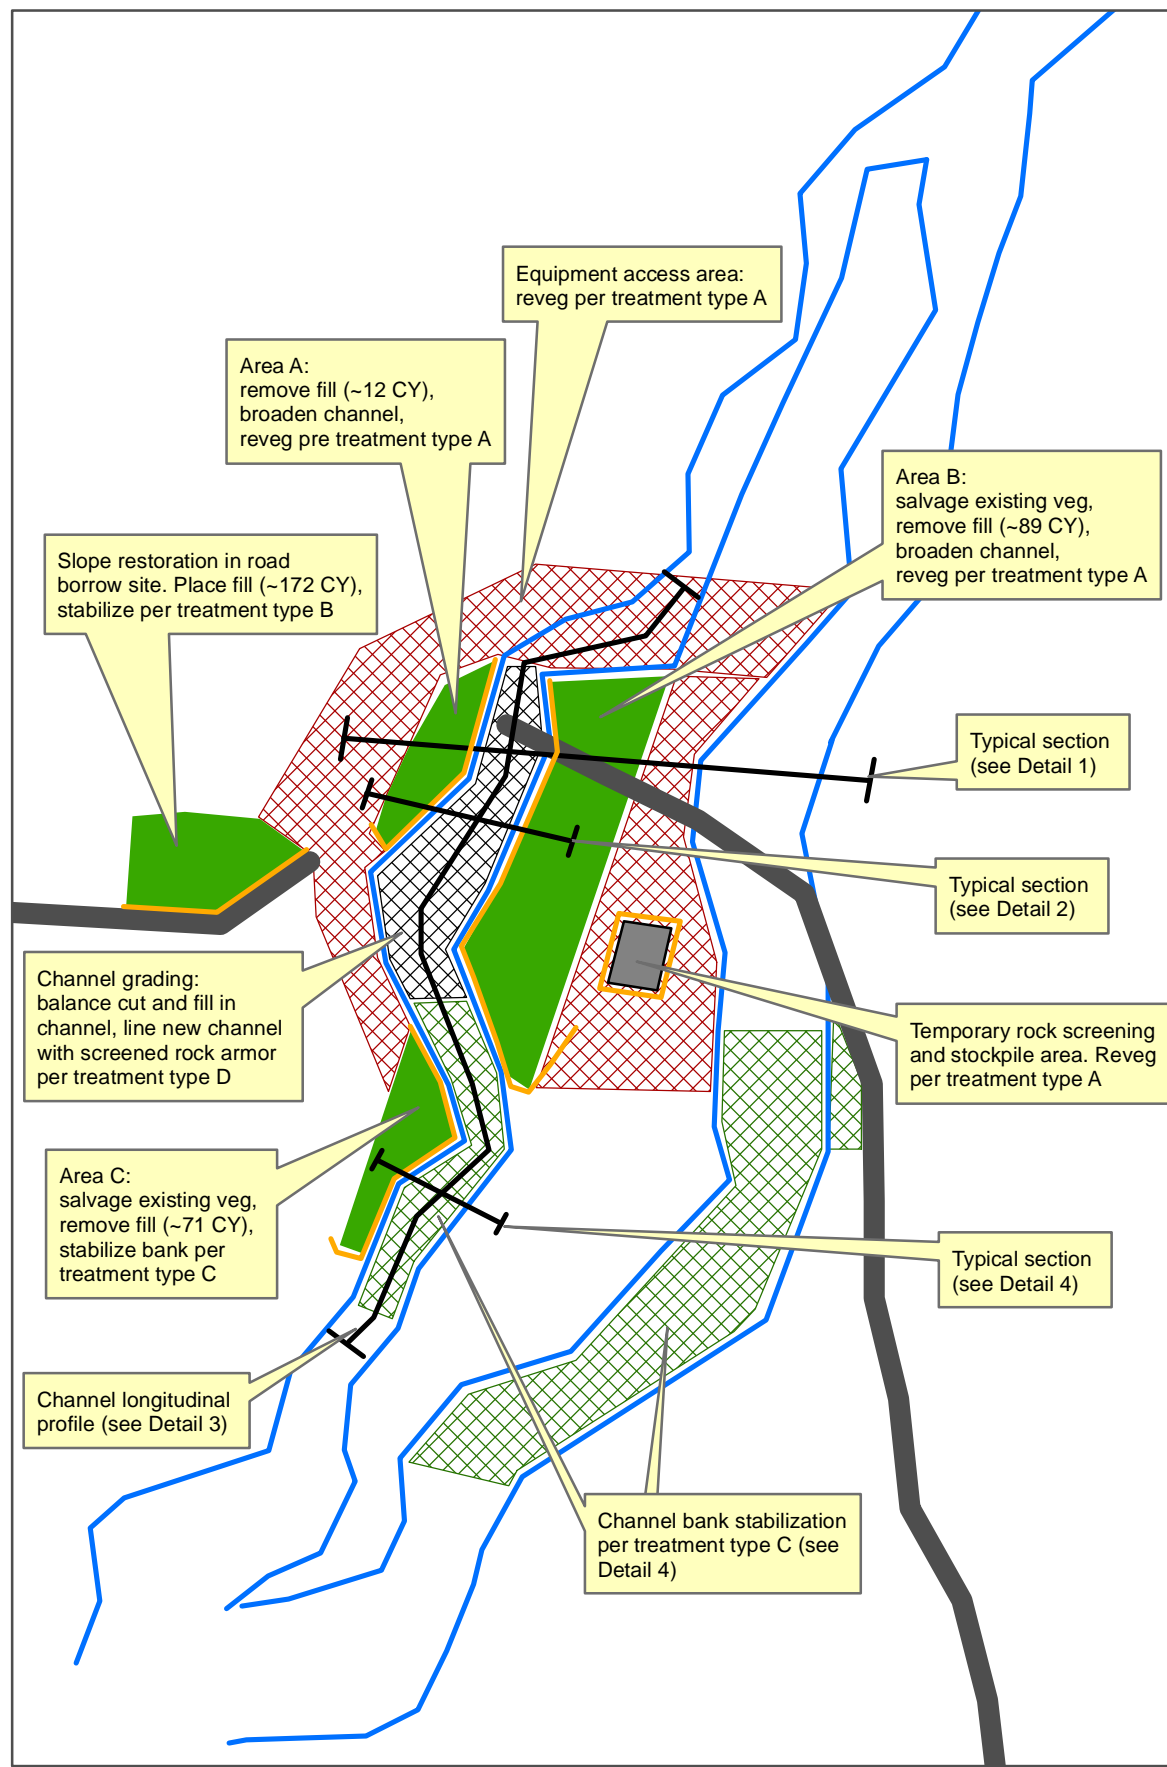 Equipment access area:
reveg per treatment type A
Area A:
remove fill (~12 CY),
broaden channel,
reveg pre treatment type A
Area B:
salvage existing veg,
remove fill (~89 CY),
broaden channel,
reveg per treatment type A
Slope restoration in road
borrow site. Place fill (~172 CY),
stabilize per treatment type B
Typical section
(see Detail 1)
Typical section
(see Detail 2)
Channel grading:
balance cut and fill in
channel, line new channel
with screened rock armor
per treatment type D
Temporary rock screening
and stockpile area. Reveg
per treatment type A
Area C:
salvage existing veg,
remove fill (~71 CY),
stabilize bank per
treatment type C
Typical section
(see Detail 4)
Channel longitudinal
profile (see Detail 3)
Channel bank stabilization
per treatment type C (see
Detail 4)